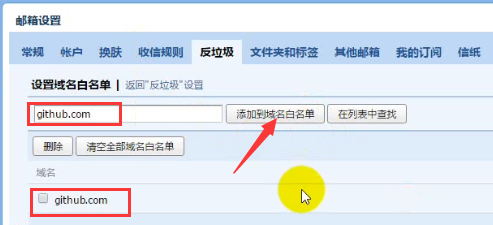 邮箱设置
常规 帐户 换肤 收信规则 反垃圾 文件夹和标签 其他邮箱 我的订阅 信纸
设置域名白名单 | 返回“反垃圾”设置
github.com 添加到域名白名单 在列表中查找
删除 清空全部域名白名单
域名
github.com